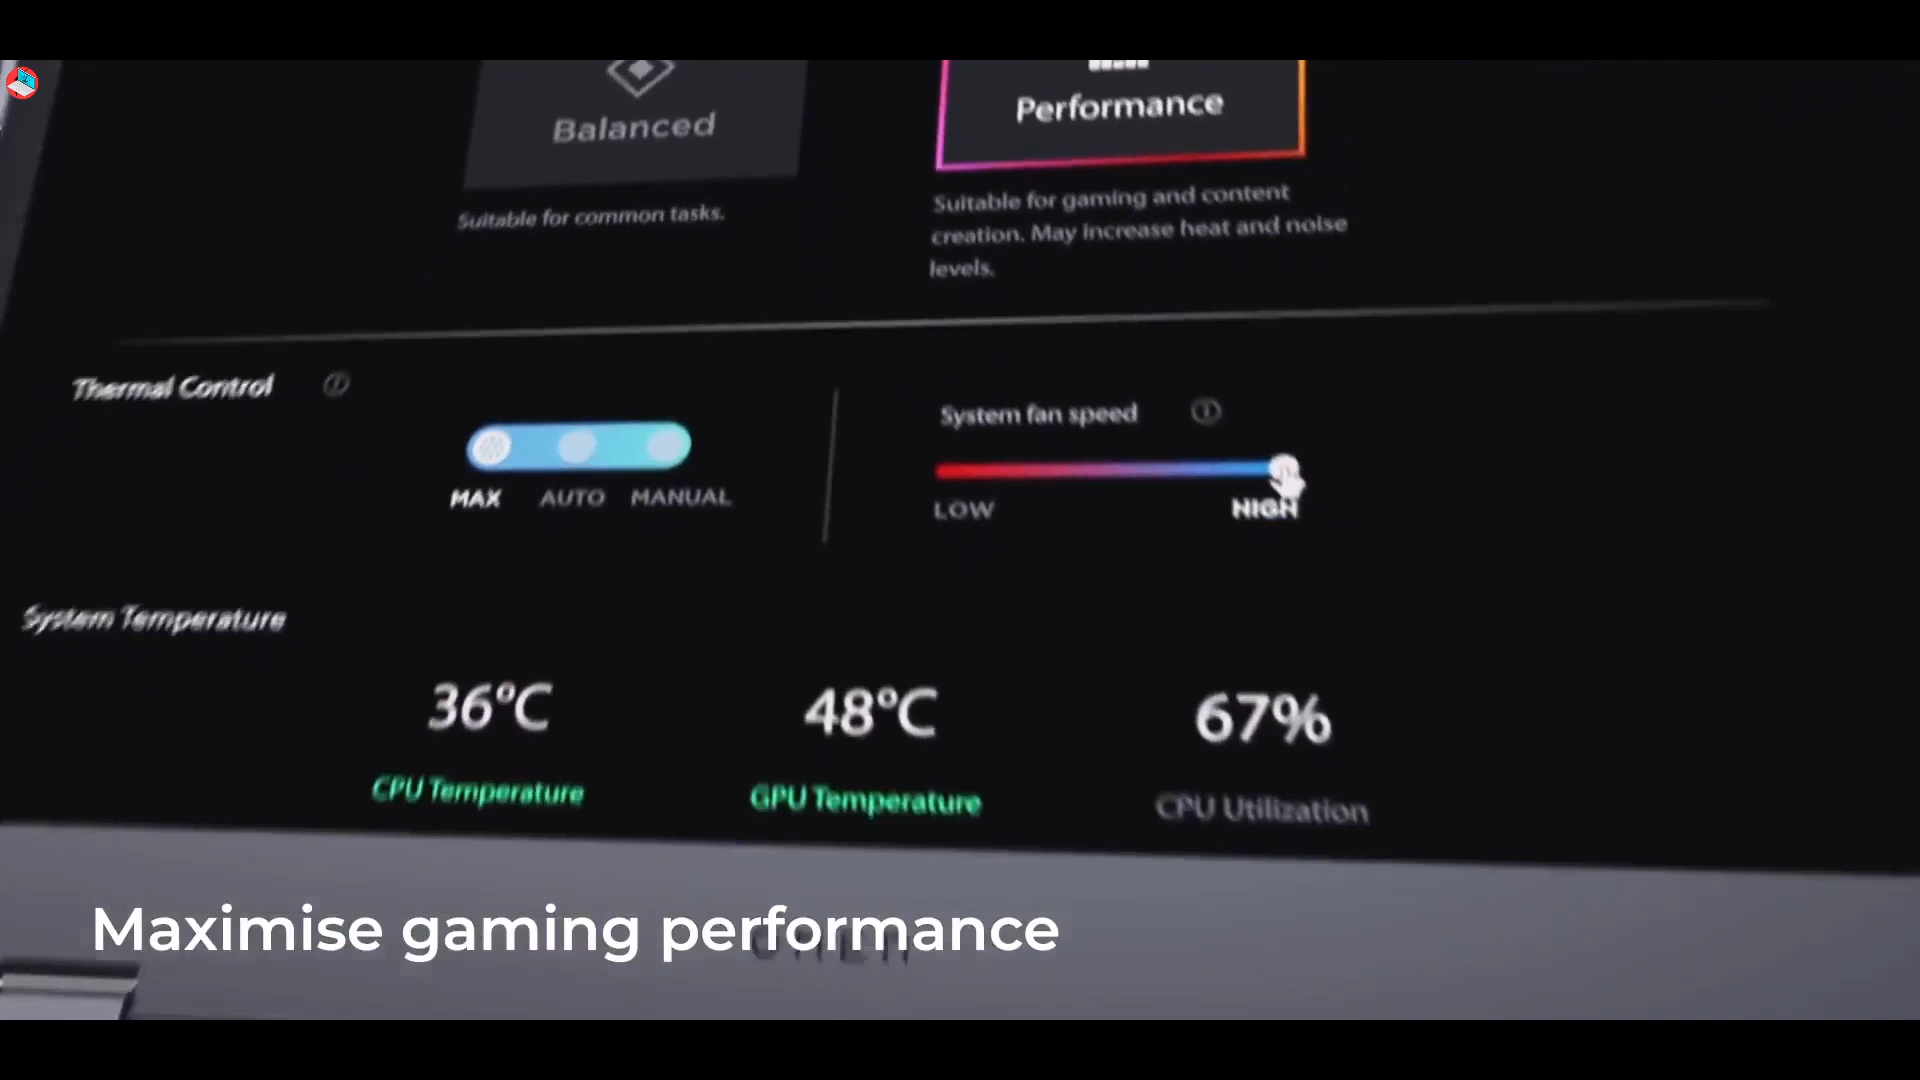 Balanced
Performance
Suitable for common tasks.
Suitable for gaming and content
creation. May increase heat and noise
levels.
Thermal Control
MAX AUTO MANUAL
System fan speed
LOW HIGH
System Temperature
36°C 48°C 67%
CPU Temperature GPU Temperature CPU Utilization
Maximise gaming performance
OMEN